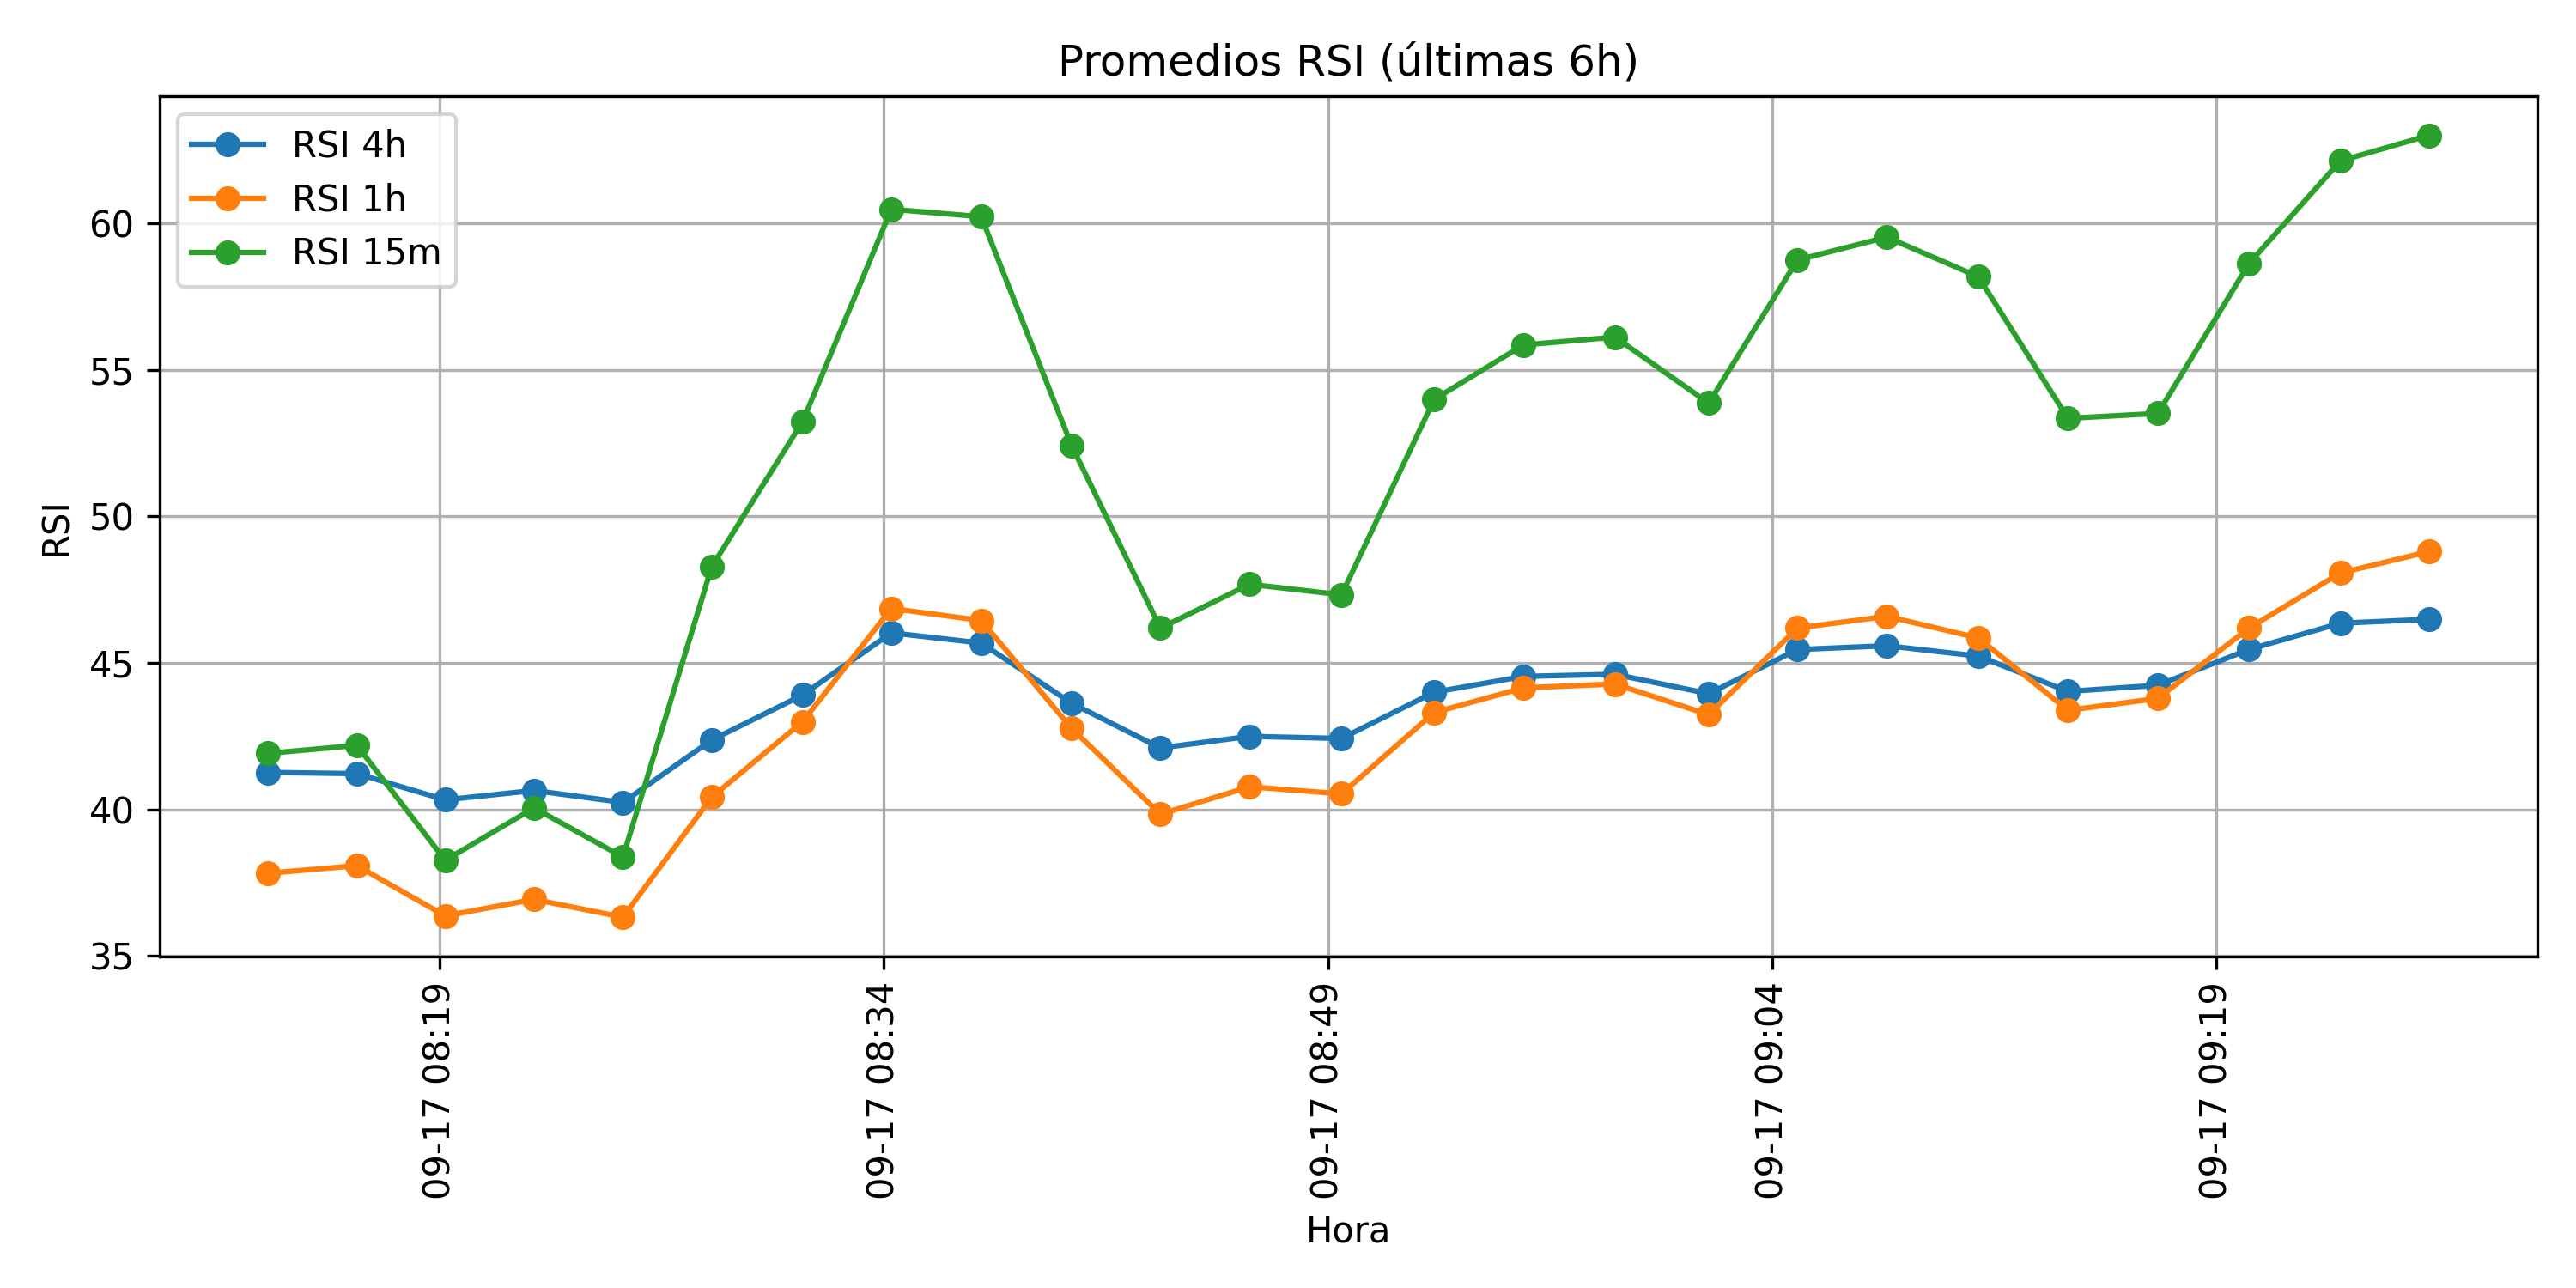 Promedios RSI (últimas 6h)
RSI 4h
RSI 1h
RSI 15m
RSI
60
55
50
45
40
35
09-17 08:19
09-17 08:34
09-17 08:49
09-17 09:04
09-17 09:19
Hora